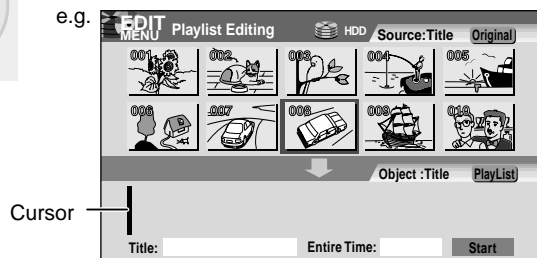 e.g.
EDIT MENU Playlist Editing HDD Source:Title Original
001 002 003 004 005
006 007 008 009 010
Object :Title PlayList
Cursor
Title: Entire Time: Start